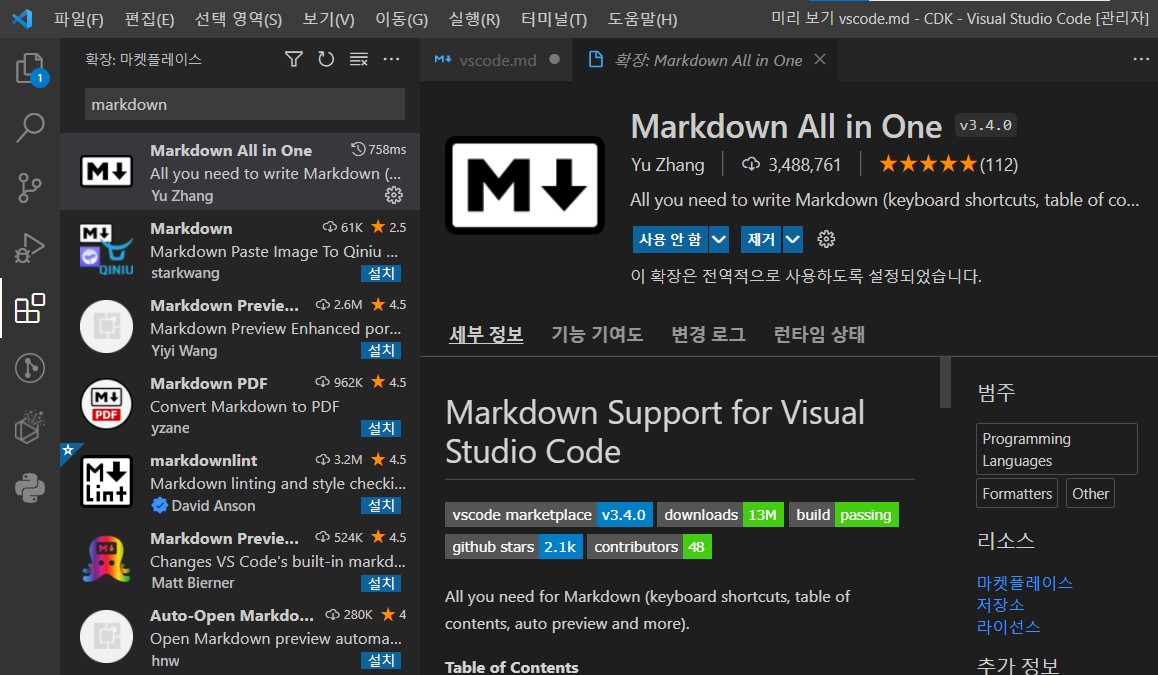 파일(F) 편집(E) 선택 영역(S) 보기(V) 이동(G) 실행(R) 터미널(T) 도움말(H) 미리 보기 vscode.md - CDK - Visual Studio Code [관리자]
1
확장: 마켓플레이스
markdown
Markdown All in One 758ms
All you need to write Markdown (...
Yu Zhang
Markdown 61K 2.5
Markdown Paste Image To Qiniu ...
starkwang 설치
QINIU
Markdown Previe... 2.6M 4.5
Markdown Preview Enhanced por...
Yiyi Wang 설치
Markdown PDF 962K 4.5
Convert Markdown to PDF
yzane 설치
PDF
markdownlint 3.2M 4.5
Markdown linting and style checki...
David Anson 설치
M↓
Lint
Markdown Previe... 524K 4.5
Changes VS Code's built-in markd...
Matt Bierner 설치
Auto-Open Markdo... 280K 4
Open Markdown preview automa...
hnw 설치
M↓ vscode.md
확장: Markdown All in One
M↓
Markdown All in One v3.4.0
Yu Zhang 3,488,761 ★★★★★(112)
All you need to write Markdown (keyboard shortcuts, table of co...
사용 안 함 제거
이 확장은 전역적으로 사용하도록 설정되었습니다.
세부 정보 기능 기여도 변경 로그 런타임 상태
Markdown Support for Visual
Studio Code
vscode marketplace v3.4.0 downloads 13M build passing
github stars 2.1k contributors 48
All you need for Markdown (keyboard shortcuts, table of
contents, auto preview and more).
Table of Contents
범주
Programming
Languages
Formatters Other
리소스
마켓플레이스
저장소
라이선스
추가 정보